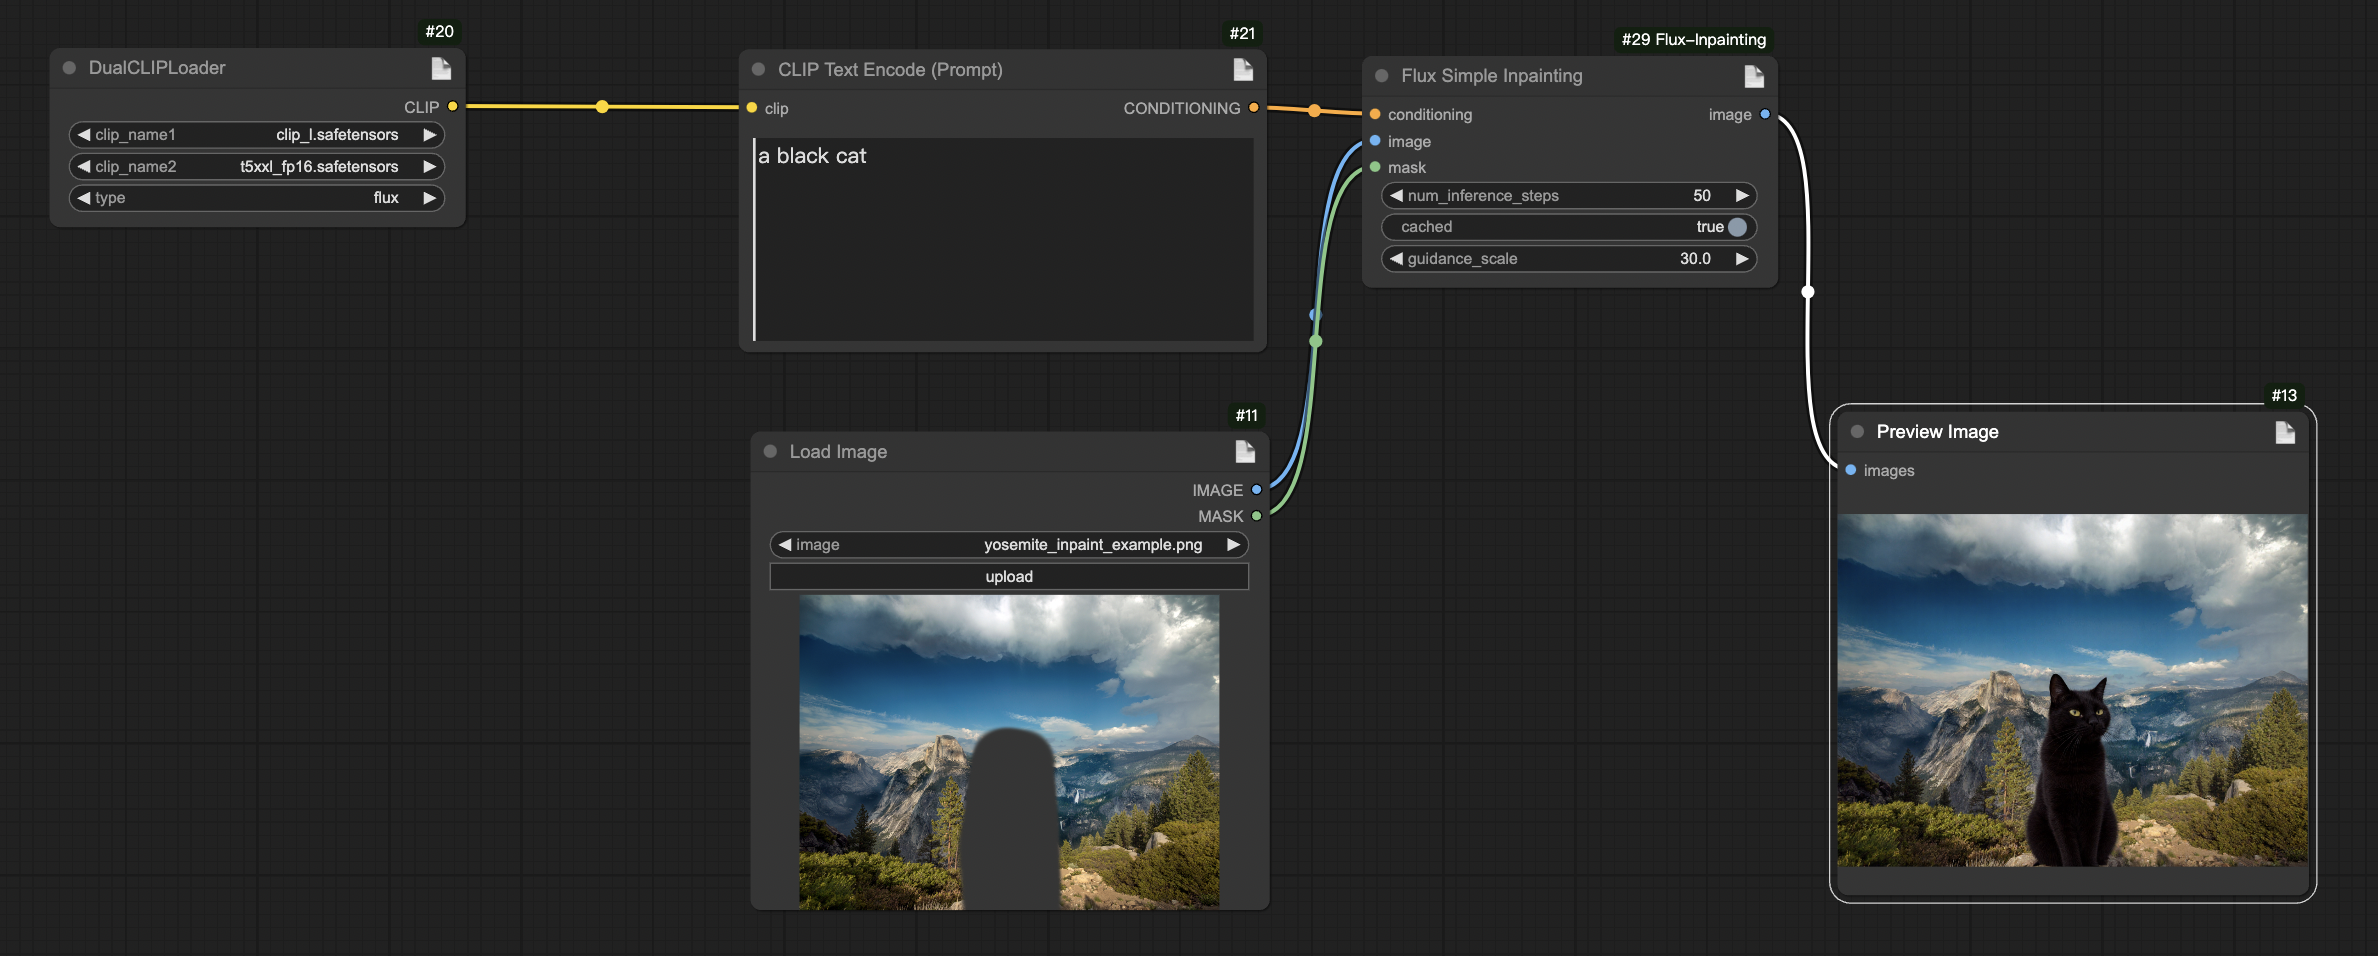 #20
DualCLIPLoader
CLIP
clip_name1 clip_l.safetensors
clip_name2 t5xxl_fp16.safetensors
type flux
#21
CLIP Text Encode (Prompt)
clip CONDITIONING
a black cat
#11
Load Image
IMAGE
MASK
image yosemite_inpaint_example.png
upload
#29 Flux-Inpainting
Flux Simple Inpainting
conditioning image
image
mask
num_inference_steps 50
cached true
guidance_scale 30.0
#13
Preview Image
images